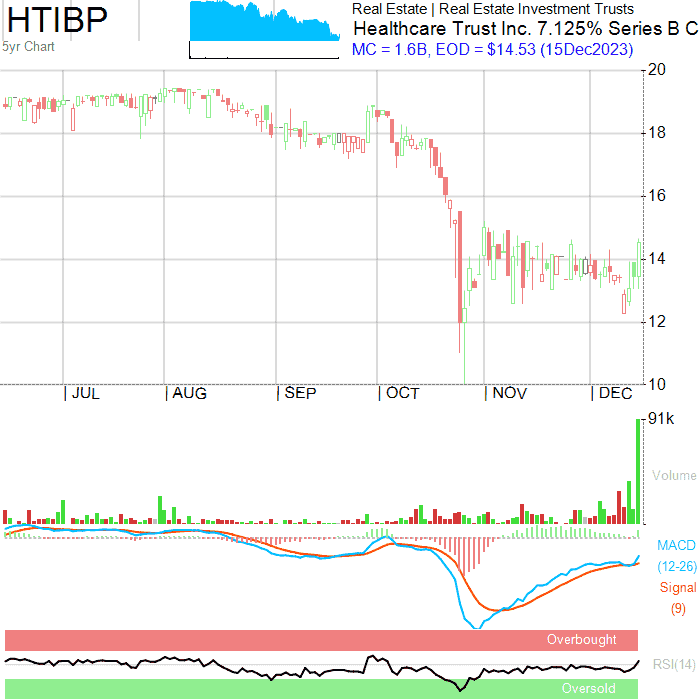 HTIBP
5yr Chart
Real Estate | Real Estate Investment Trusts
Healthcare Trust Inc. 7.125% Series B C
MC = 1.6B, EOD = $14.53 (15Dec2023)
20
18
16
14
12
10
| JUL
| AUG
| SEP
| OCT
| NOV
| DEC
91k
Volume
0
MACD
(12-26)
Signal
(9)
Overbought
RSI(14)
Oversold